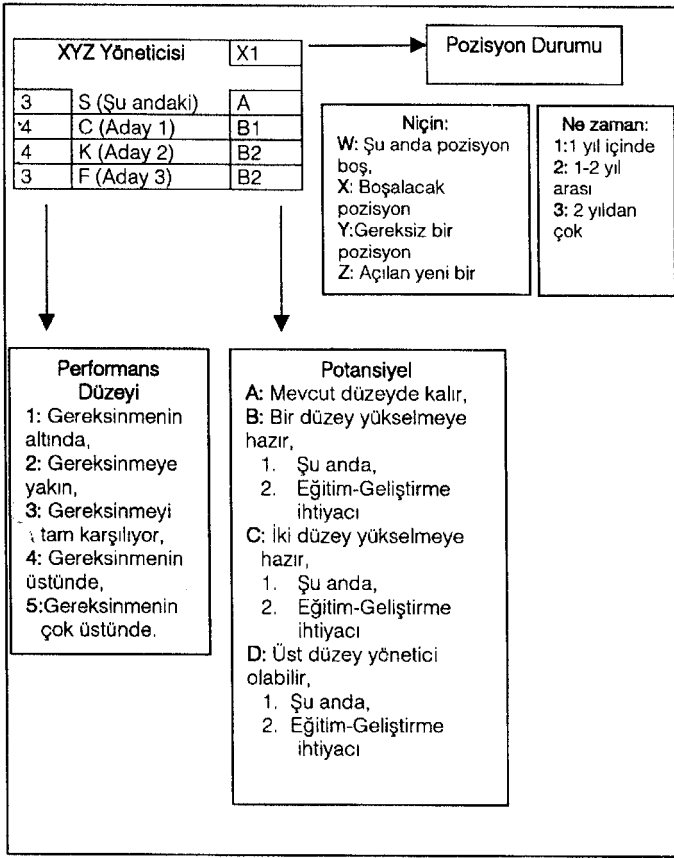 XYZ Yöneticisi X1
Pozisyon Durumu
3 S (Şu andaki) A
4 C (Aday 1) B1
4 K (Aday 2) B2
3 F (Aday 3) B2
Niçin:
W: Şu anda pozisyon
boş,
X: Boşalacak
pozisyon
Y:Gereksiz bir
pozisyon
Z: Açılan yeni bir
Ne zaman:
1:1 yıl içinde
2: 1-2 yıl
arası
3: 2 yıldan
çok
Performans
Düzeyi
1: Gereksinmenin
altında,
2: Gereksinmeye
yakın,
3: Gereksinmeyi
tam karşılıyor,
4: Gereksinmenin
üstünde,
5:Gereksinmenin
çok üstünde.
Potansiyel
A: Mevcut düzeyde kalır,
B: Bir düzey yükselmeye
hazır,
1. Şu anda,
2. Eğitim-Geliştirme
ihtiyacı
C: İki düzey yükselmeye
hazır,
1. Şu anda,
2. Eğitim-Geliştirme
ihtiyacı
D: Üst düzey yönetici
olabilir,
1. Şu anda,
2. Eğitim-Geliştirme
ihtiyacı